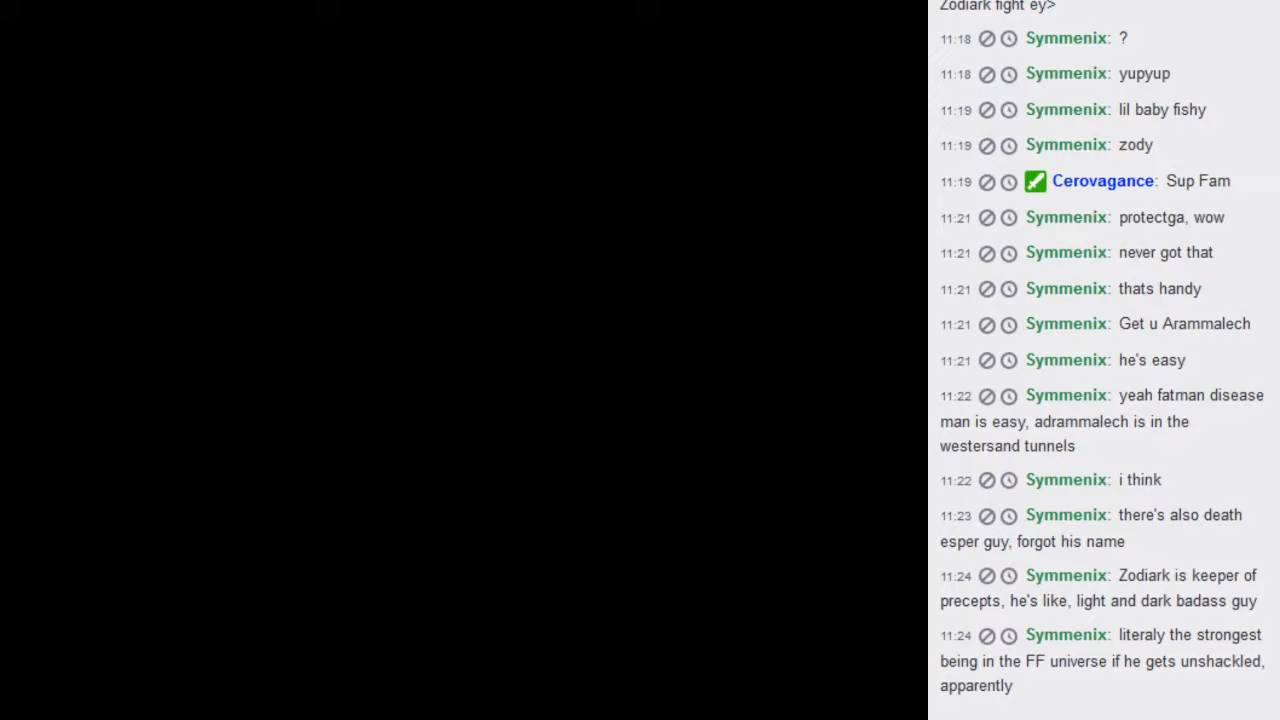 Zodiark fight ey>
11:18 Symmenix: ?
11:18 Symmenix: yupyup
11:19 Symmenix: lil baby fishy
11:19 Symmenix: zody
11:19 Cerovagance: Sup Fam
11:21 Symmenix: protectga, wow
11:21 Symmenix: never got that
11:21 Symmenix: thats handy
11:21 Symmenix: Get u Arammalech
11:21 Symmenix: he's easy
11:22 Symmenix: yeah fatman disease
man is easy, adrammalech is in the
westersand tunnels
11:22 Symmenix: i think
11:23 Symmenix: there's also death
esper guy, forgot his name
11:24 Symmenix: Zodiark is keeper of
precepts, he's like, light and dark badass guy
11:24 Symmenix: literaly the strongest
being in the FF universe if he gets unshackled,
apparently